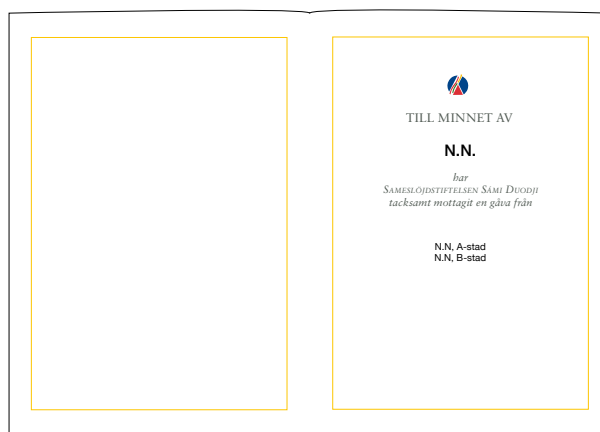 TILL MINNET AV
N.N.
har
Sameslöjdstiftelsen Sámi Duodji
tacksamt mottagit en gåva från
N.N, A-stad
N.N, B-stad